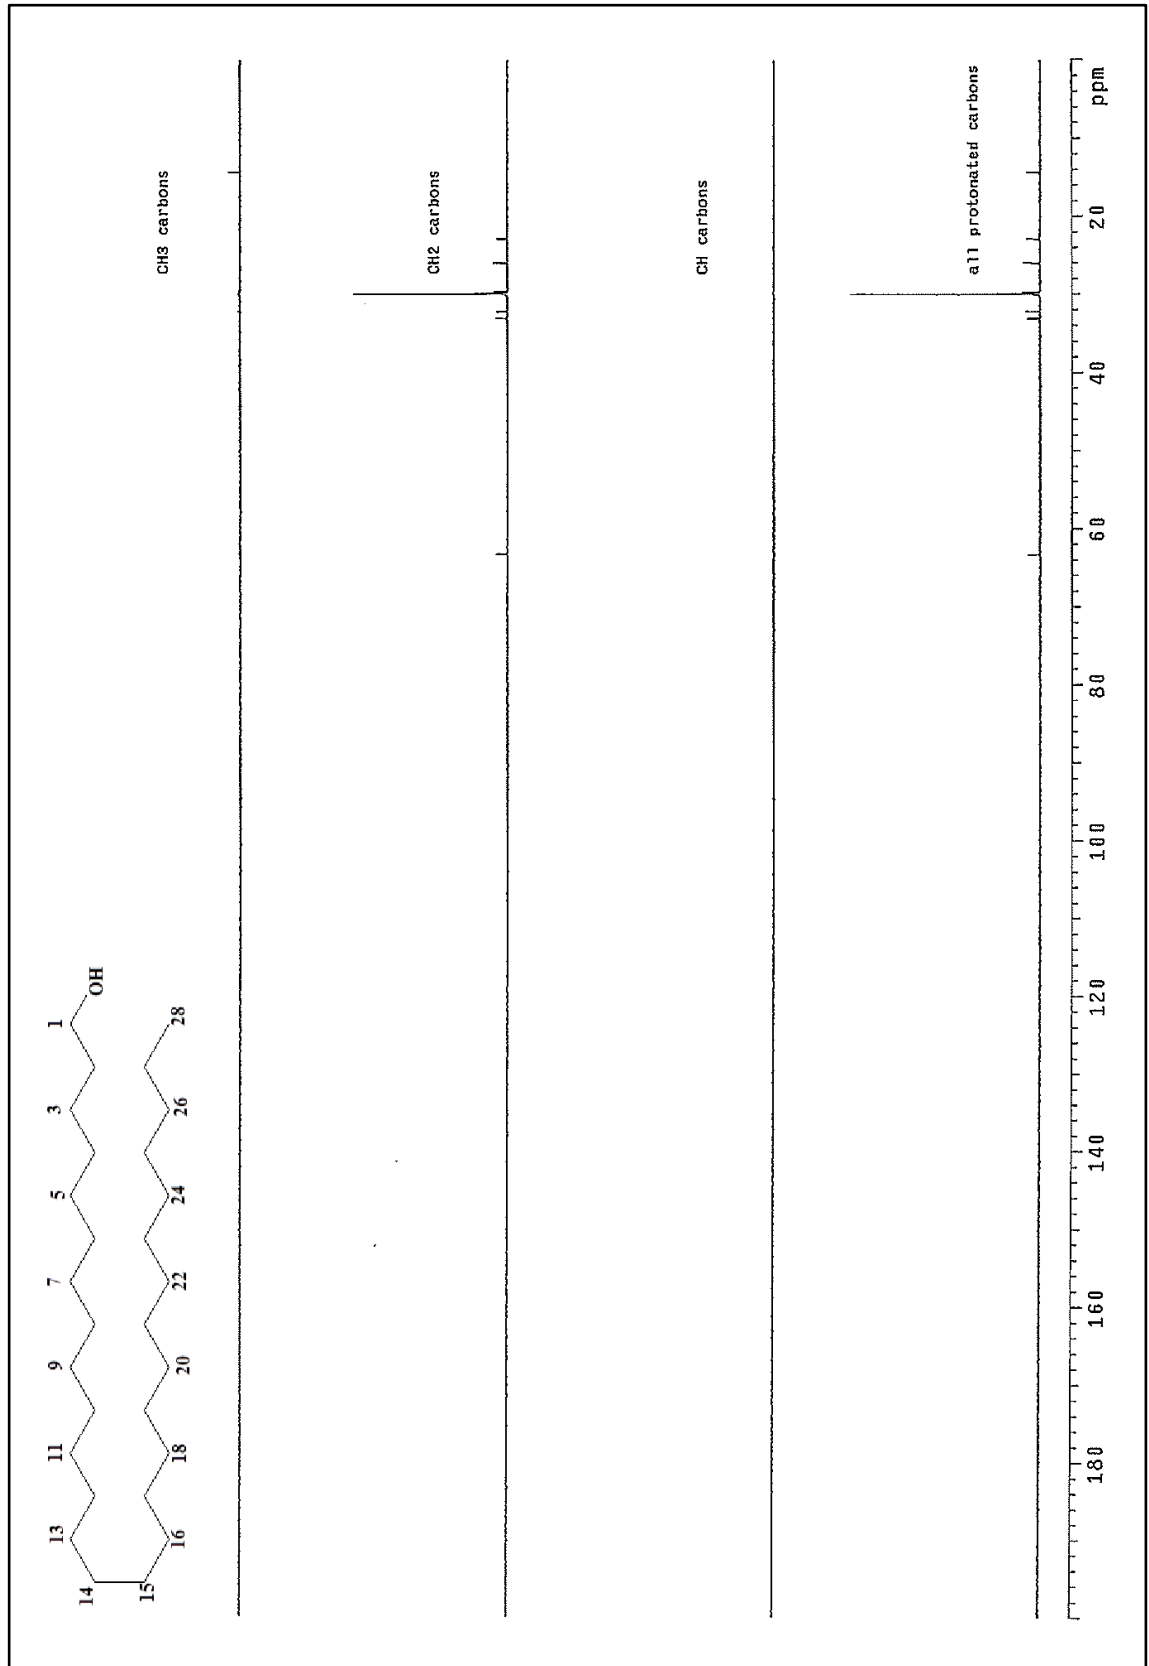 13 11 9 7 5 3 1
14 OH
15
16 18 20 22 24 26 28
CH3 carbons
CH2 carbons
CH carbons
all protonated carbons
180 160 140 120 100 80 60 40 20 ppm